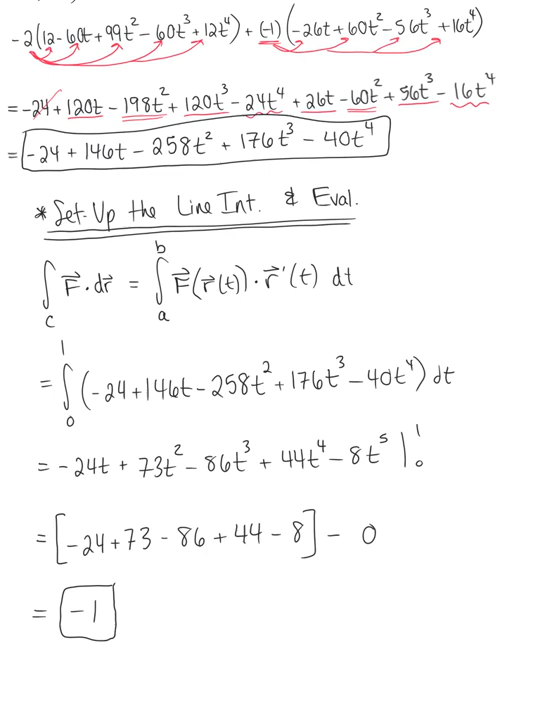 -2(12-60t+99t²-60t³+12t⁴) + (-1)(-26t+60t²-56t³+16t⁴)
= -24+120t-198t²+120t³-24t⁴+26t-60t²+56t³-16t⁴
= -24+146t-258t²+176t³-40t⁴
* Set-Up the Line Int. & Eval.
∫_C F⃗·dr⃗ = ∫_a^b F⃗(r⃗(t))·r⃗'(t) dt
= ∫_0^1 (-24+146t-258t²+176t³-40t⁴) dt
= -24t+73t²-86t³+44t⁴-8t⁵ |_0^1
= [-24+73-86+44-8] - 0
= -1